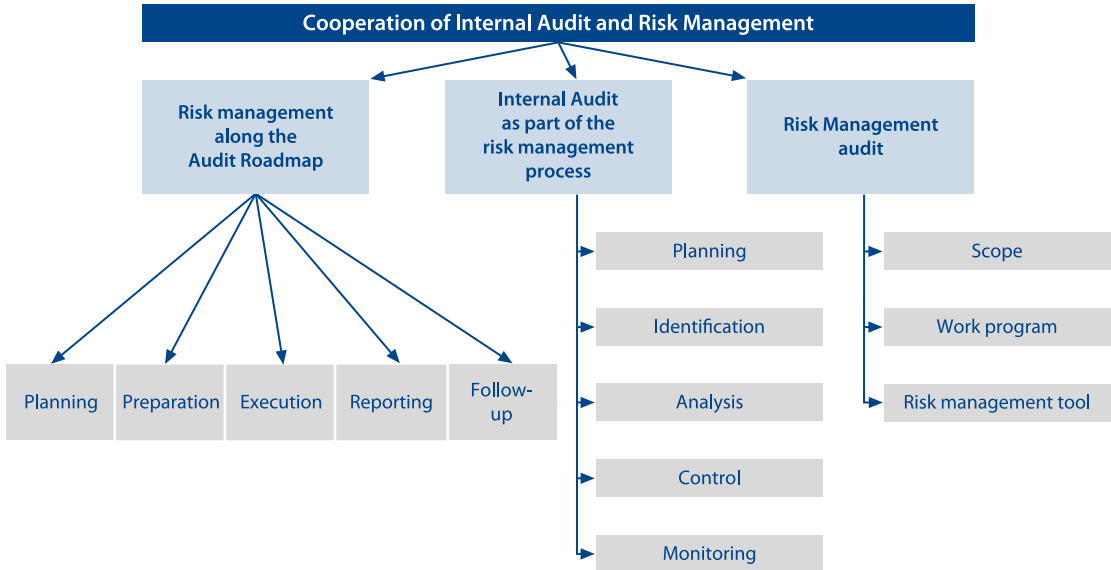 Cooperation of Internal Audit and Risk Management
Risk management
along the
Audit Roadmap
Internal Audit
as part of the
risk management
process
Risk Management
audit
Planning
Preparation
Execution
Reporting
Follow-
up
Planning
Identification
Analysis
Control
Monitoring
Scope
Work program
Risk management tool